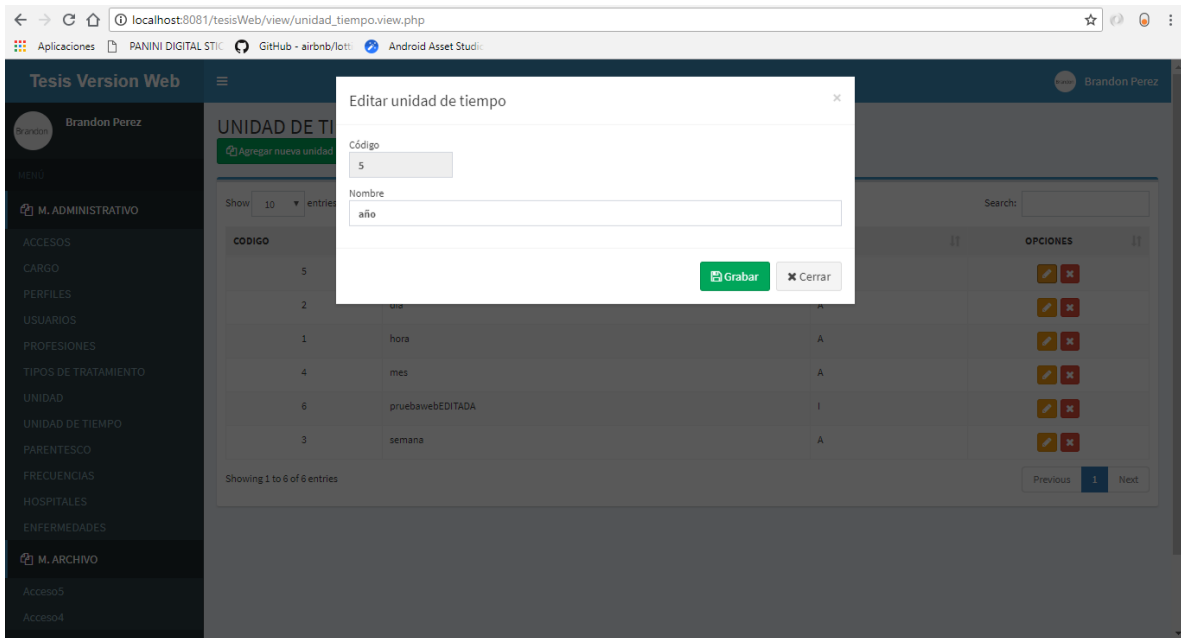 localhost:8081/tesisWeb/view/unidad_tiempo.view.php
Aplicaciones PANINI DIGITAL STIC GitHub - airbnb/lotti Android Asset Studio
Tesis Version Web Brandon Perez
Brandon Brandon Perez
MENÚ
M. ADMINISTRATIVO
ACCESOS
CARGO
PERFILES
USUARIOS
PROFESIONES
TIPOS DE TRATAMIENTO
UNIDAD
UNIDAD DE TIEMPO
PARENTESCO
FRECUENCIAS
HOSPITALES
ENFERMEDADES
M. ARCHIVO
Acceso5
Acceso4
UNIDAD DE TI
Agregar nueva unidad
Show 10 entries Search:
CODIGO OPCIONES
5
2 día A
1 hora A
4 mes A
6 pruebawebEDITADA I
3 semana A
Showing 1 to 6 of 6 entries Previous 1 Next
Editar unidad de tiempo ×
Código
5
Nombre
año
Grabar Cerrar